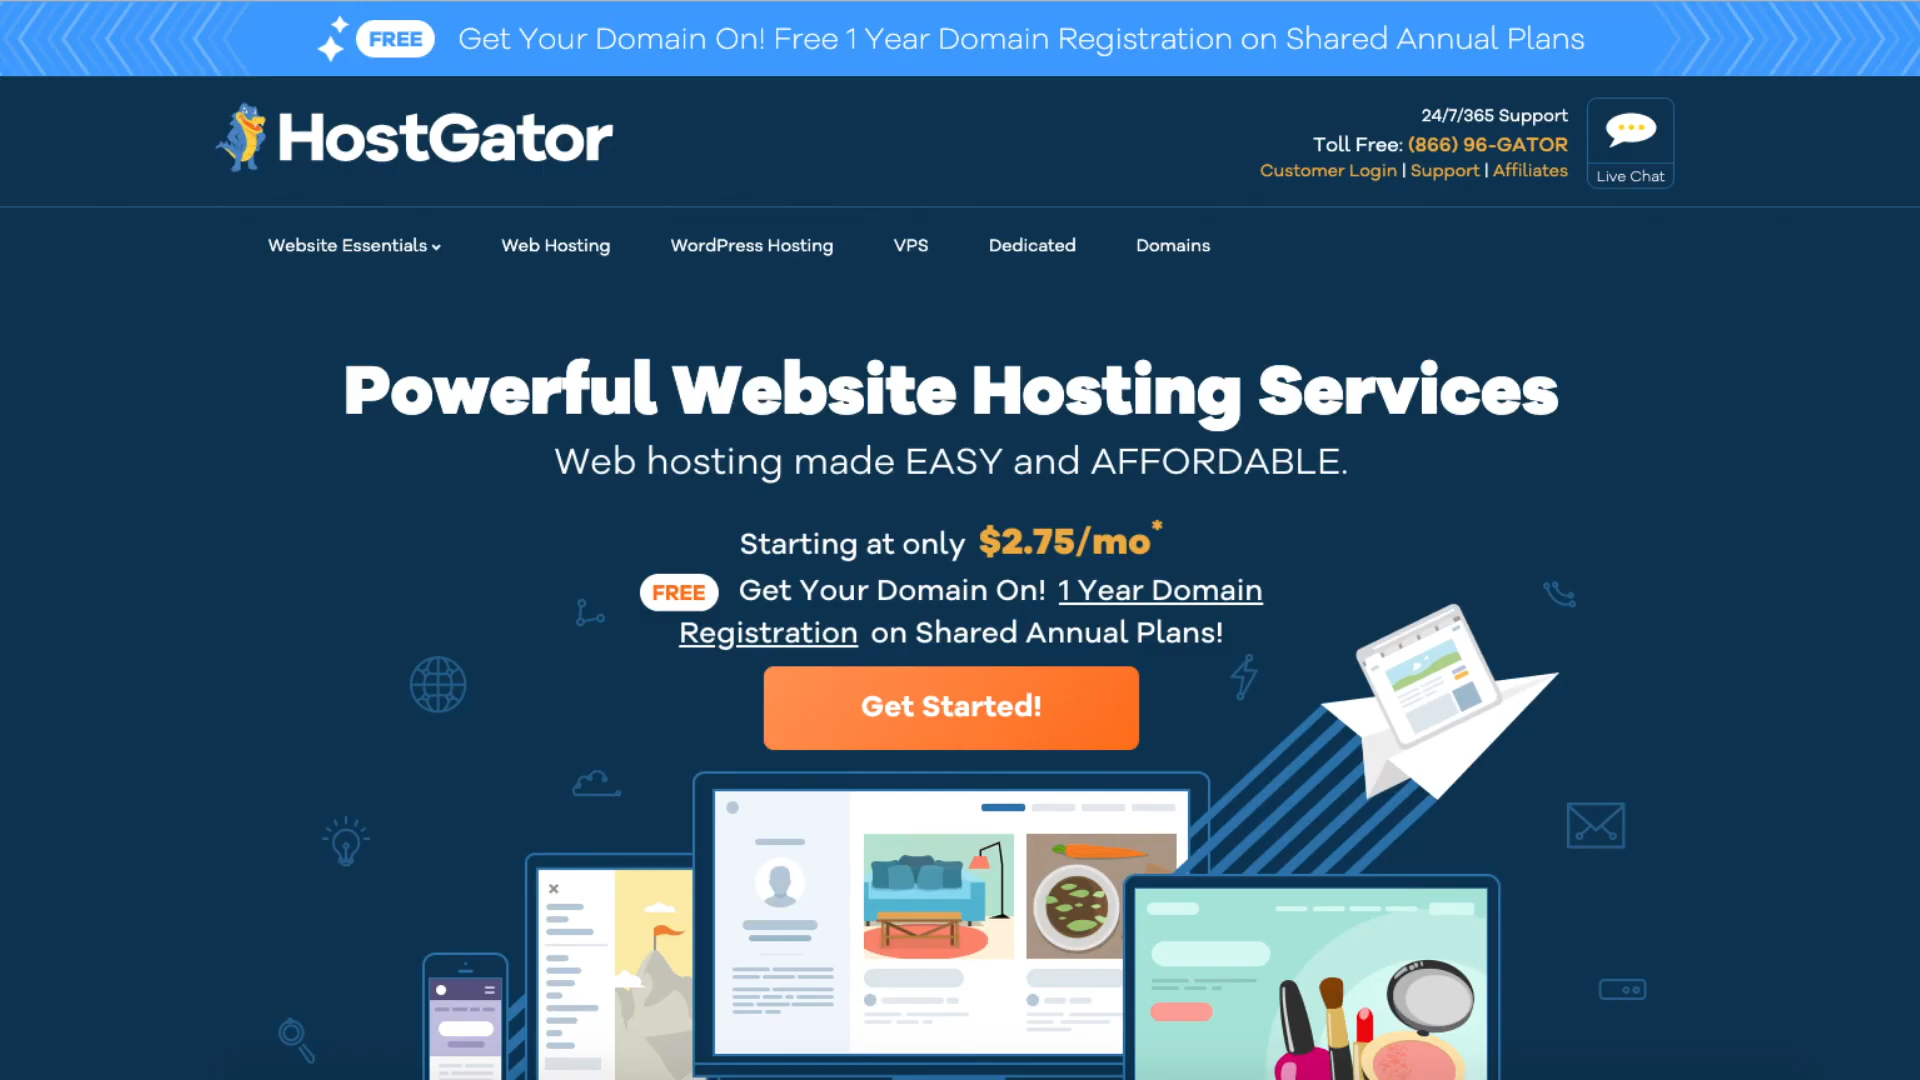 FREE Get Your Domain On! Free 1 Year Domain Registration on Shared Annual Plans
HostGator
24/7/365 Support
Toll Free: (866) 96-GATOR
Customer Login | Support | Affiliates
Live Chat
Website Essentials
Web Hosting
WordPress Hosting
VPS
Dedicated
Domains
Powerful Website Hosting Services
Web hosting made EASY and AFFORDABLE.
Starting at only $2.75/mo*
FREE Get Your Domain On! 1 Year Domain
Registration on Shared Annual Plans!
Get Started!